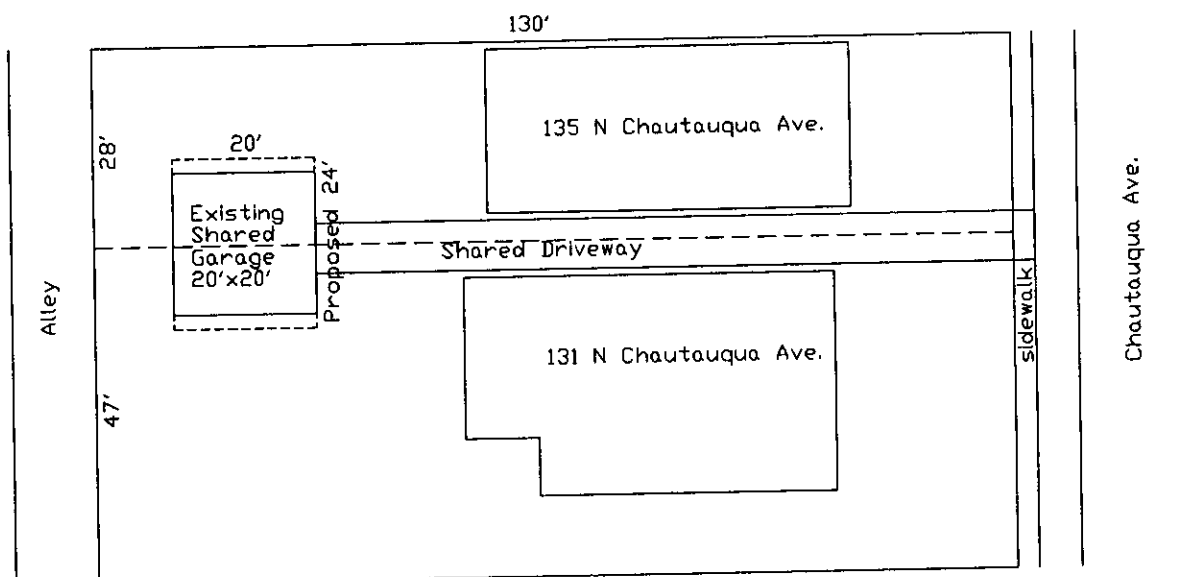 130'
135 N Chautauqua Ave.
28'
20'
Proposed 24'
Existing
Shared
Garage
20'x20'
Shared Driveway
Alley
47'
131 N Chautauqua Ave.
sidewalk
Chautauqua Ave.